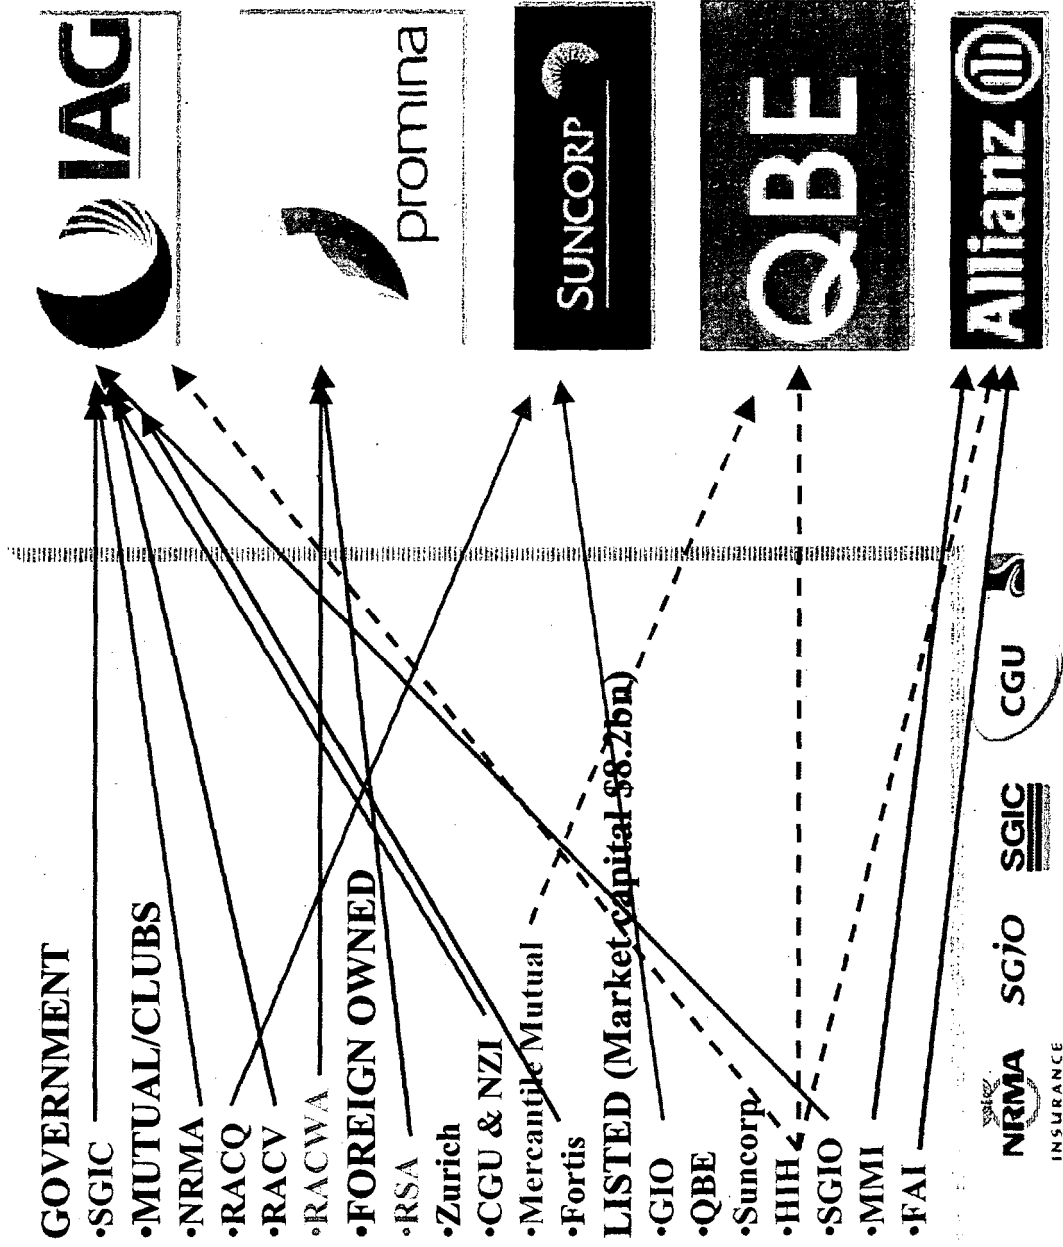 GOVERNMENT
•SGIC
•MUTUAL/CLUBS
•NRMA
•RACQ
•RACV
•RACWA
•FOREIGN OWNED
•RSA
•Zurich
•CGU & NZI
•Mercantile Mutual
•Fortis
LISTED (Market capital $8.2bn)
•GIO
•QBE
•Suncorp
•HIH
•SGIO
•MMI
•FAI
IAG
promina
SUNCORP
QBE
Allianz
NRMA
INSURANCE
SGIO
SGIC
CGU